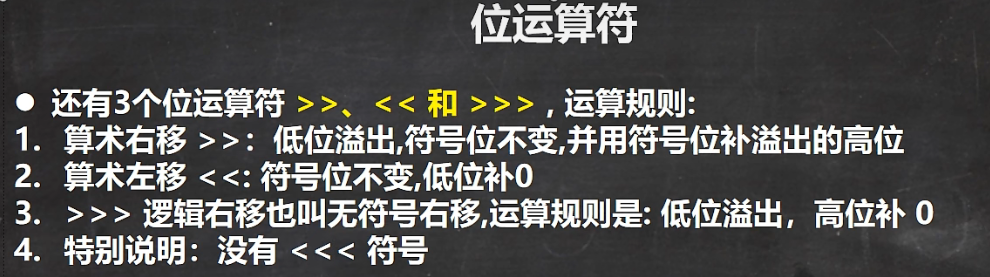 位运算符
● 还有3个位运算符 >>、<< 和 >>> , 运算规则:
1. 算术右移 >>：低位溢出,符号位不变,并用符号位补溢出的高位
2. 算术左移 <<: 符号位不变,低位补0
3. >>> 逻辑右移也叫无符号右移,运算规则是: 低位溢出，高位补 0
4. 特别说明：没有 <<< 符号